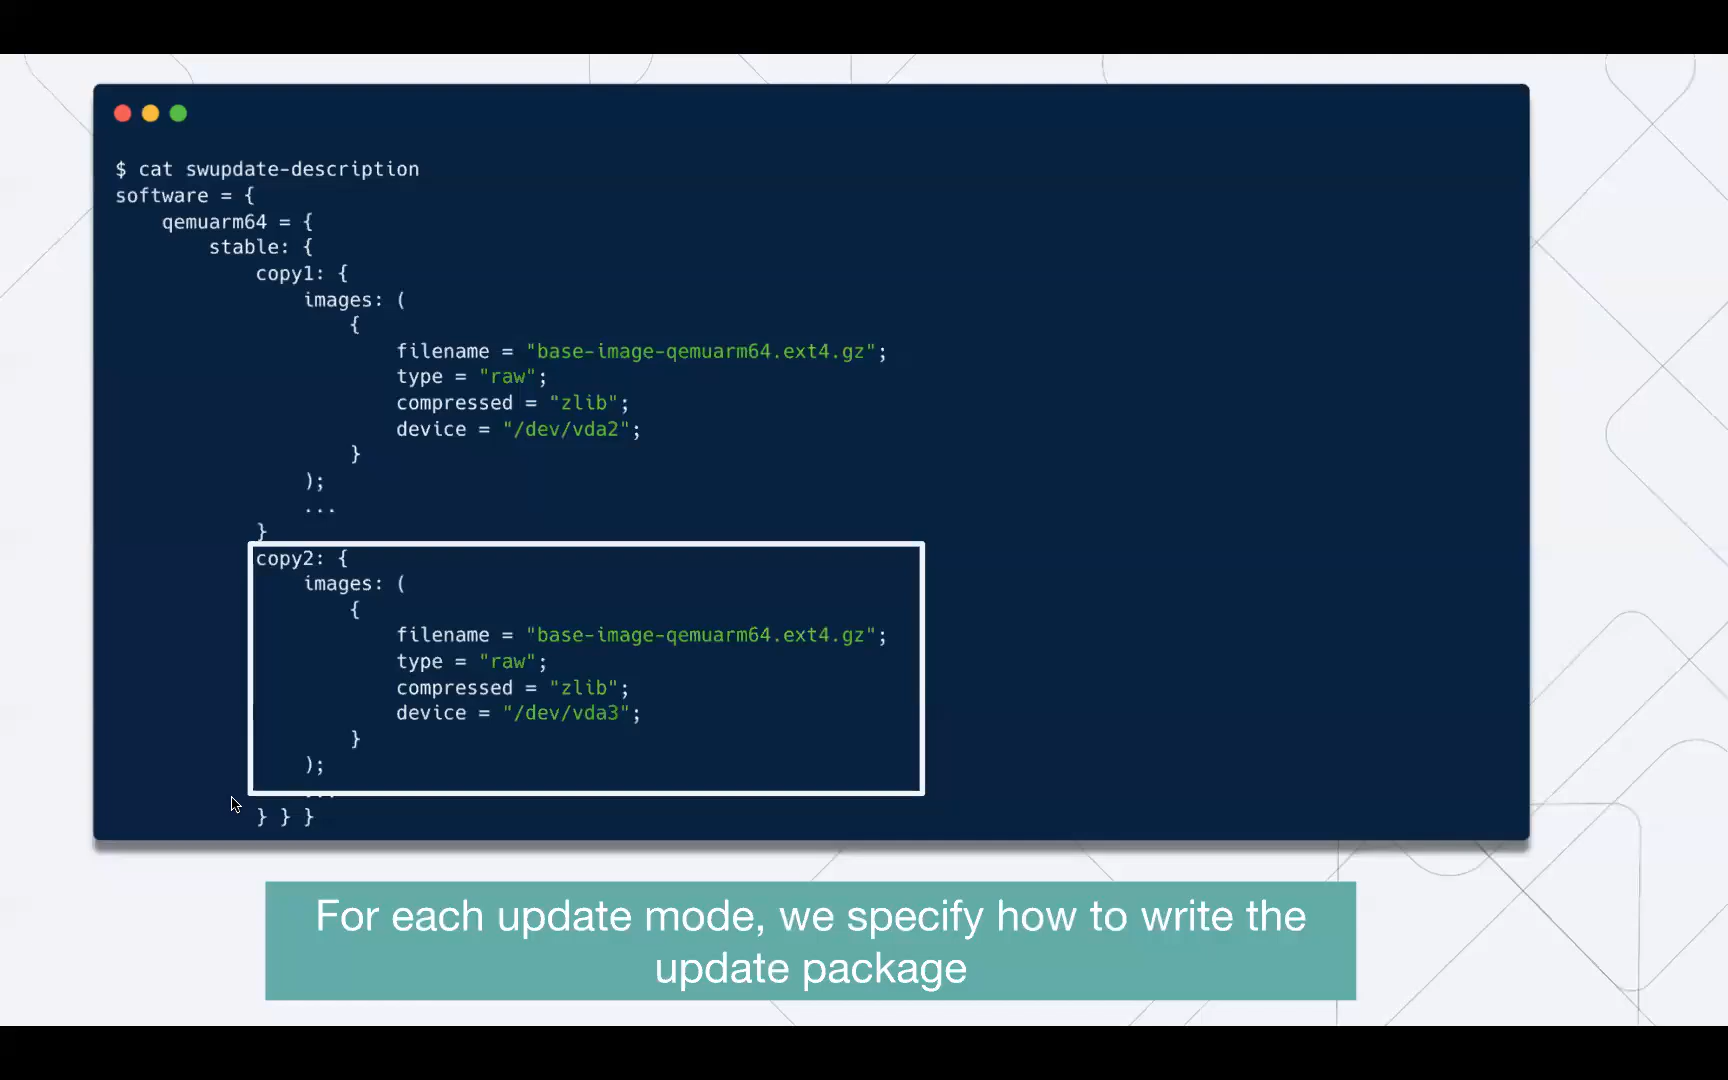 $ cat swupdate-description
software = {
    qemuarm64 = {
        stable: {
            copy1: {
                images: (
                    {
                        filename = "base-image-qemuarm64.ext4.gz";
                        type = "raw";
                        compressed = "zlib";
                        device = "/dev/vda2";
                    }
                );
                ...
            }
            copy2: {
                images: (
                    {
                        filename = "base-image-qemuarm64.ext4.gz";
                        type = "raw";
                        compressed = "zlib";
                        device = "/dev/vda3";
                    }
                );
                ...
            } } }
For each update mode, we specify how to write the
update package